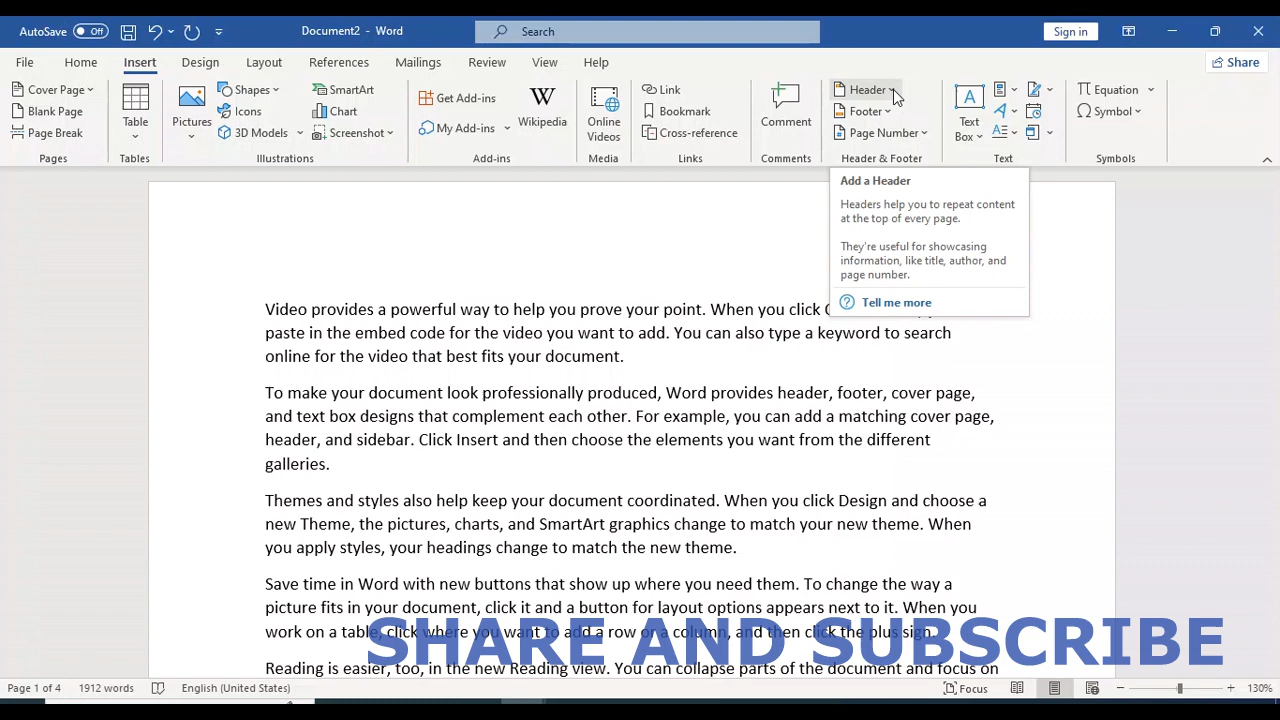 AutoSave Off Document2 - Word Search Sign in
File Home Insert Design Layout References Mailings Review View Help Share
Cover Page
Blank Page
Page Break
Pages
Table
Tables
Pictures
Shapes
Icons
3D Models
SmartArt
Chart
Screenshot
Illustrations
Get Add-ins
My Add-ins
Wikipedia
Add-ins
Online
Videos
Media
Link
Bookmark
Cross-reference
Links
Comment
Comments
Header
Footer
Page Number
Header & Footer
Text
Box
Text
Equation
Symbol
Symbols
Add a Header
Headers help you to repeat content
at the top of every page.
They're useful for showcasing
information, like title, author, and
page number.
Tell me more
Video provides a powerful way to help you prove your point. When you click
paste in the embed code for the video you want to add. You can also type a keyword to search
online for the video that best fits your document.
To make your document look professionally produced, Word provides header, footer, cover page,
and text box designs that complement each other. For example, you can add a matching cover page,
header, and sidebar. Click Insert and then choose the elements you want from the different
galleries.
Themes and styles also help keep your document coordinated. When you click Design and choose a
new Theme, the pictures, charts, and SmartArt graphics change to match your new theme. When
you apply styles, your headings change to match the new theme.
Save time in Word with new buttons that show up where you need them. To change the way a
picture fits in your document, click it and a button for layout options appears next to it. When you
work on a table, click where you want to add a row or a column, and then click the plus sign.
SHARE AND SUBSCRIBE
Reading is easier, too, in the new Reading view. You can collapse parts of the document and focus on
Page 1 of 4 1912 words English (United States) Focus 130%